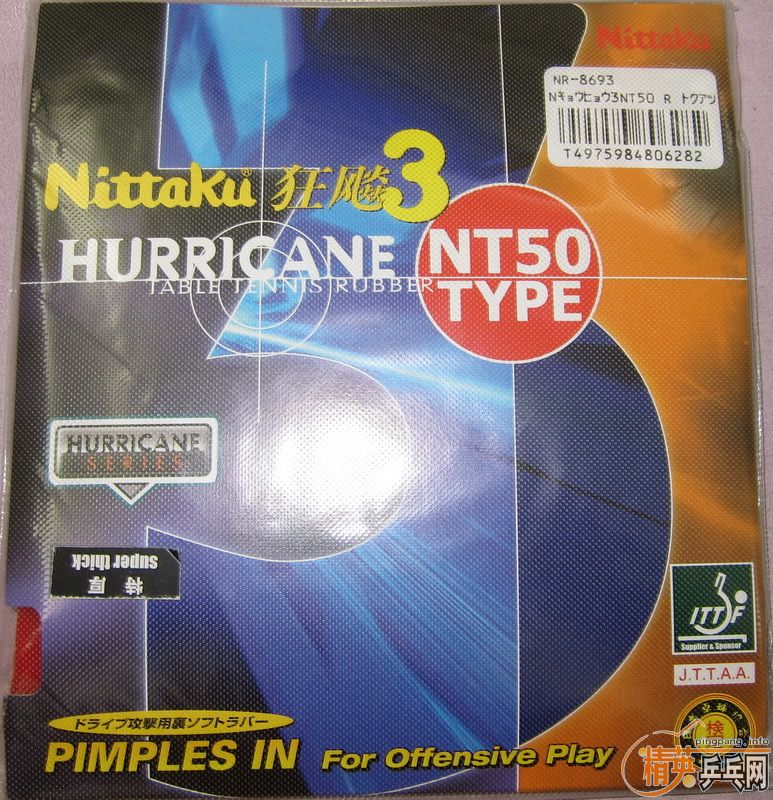 Nittaku
NR-8693
Nキョウヒョウ3NT50 R トクアツ
T4975984806282
Nittaku® 狂飈3
HURRICANE
TABLE TENNIS RUBBER
NT50
TYPE
HURRICANE
SERIES
特厚
super thick
ITTF
Supplier & Sponsor
J.T.T.A.A.
検
ドライブ攻撃用裏ソフトラバー
PIMPLES IN For Offensive Play
pingpang.info
精英乒乓网